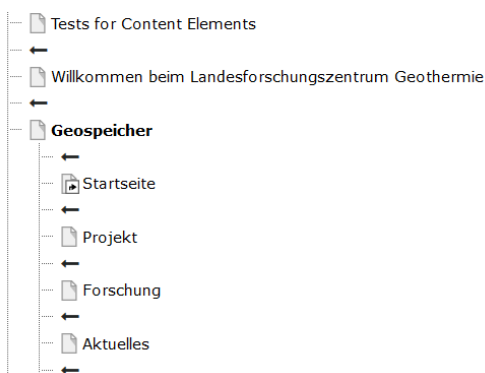 Tests for Content Elements
Willkommen beim Landesforschungszentrum Geothermie
Geospeicher
Startseite
Projekt
Forschung
Aktuelles